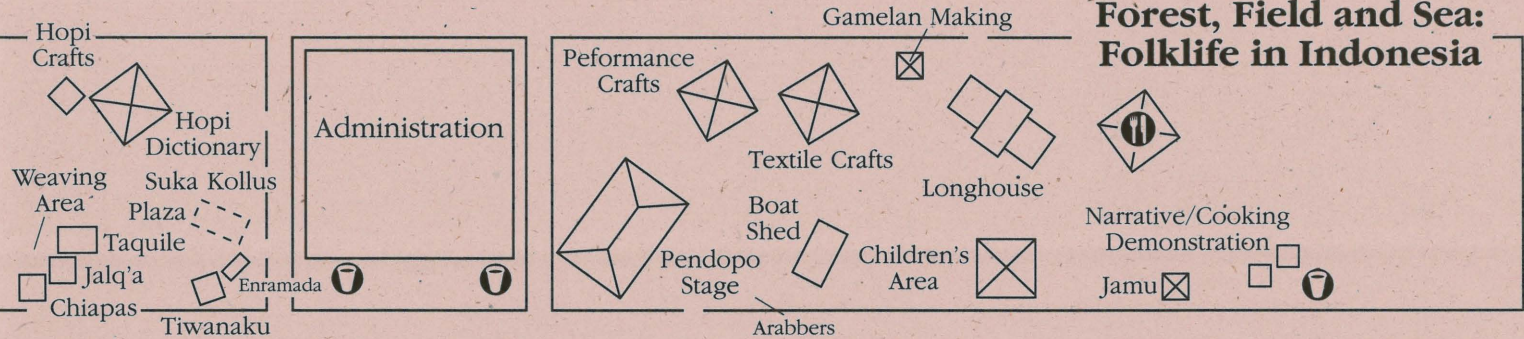 Hopi
Crafts
Hopi
Dictionary
Weaving
Area
Suka Kollus
Plaza
Taquile
Jalq'a
Chiapas
Enramada
Tiwanaku
Administration
Gamelan Making
Peformance
Crafts
Textile Crafts
Longhouse
Boat
Shed
Pendopo
Stage
Arabbers
Children's
Area
Forest, Field and Sea:
Folklife in Indonesia
Narrative/Cooking
Demonstration
Jamu